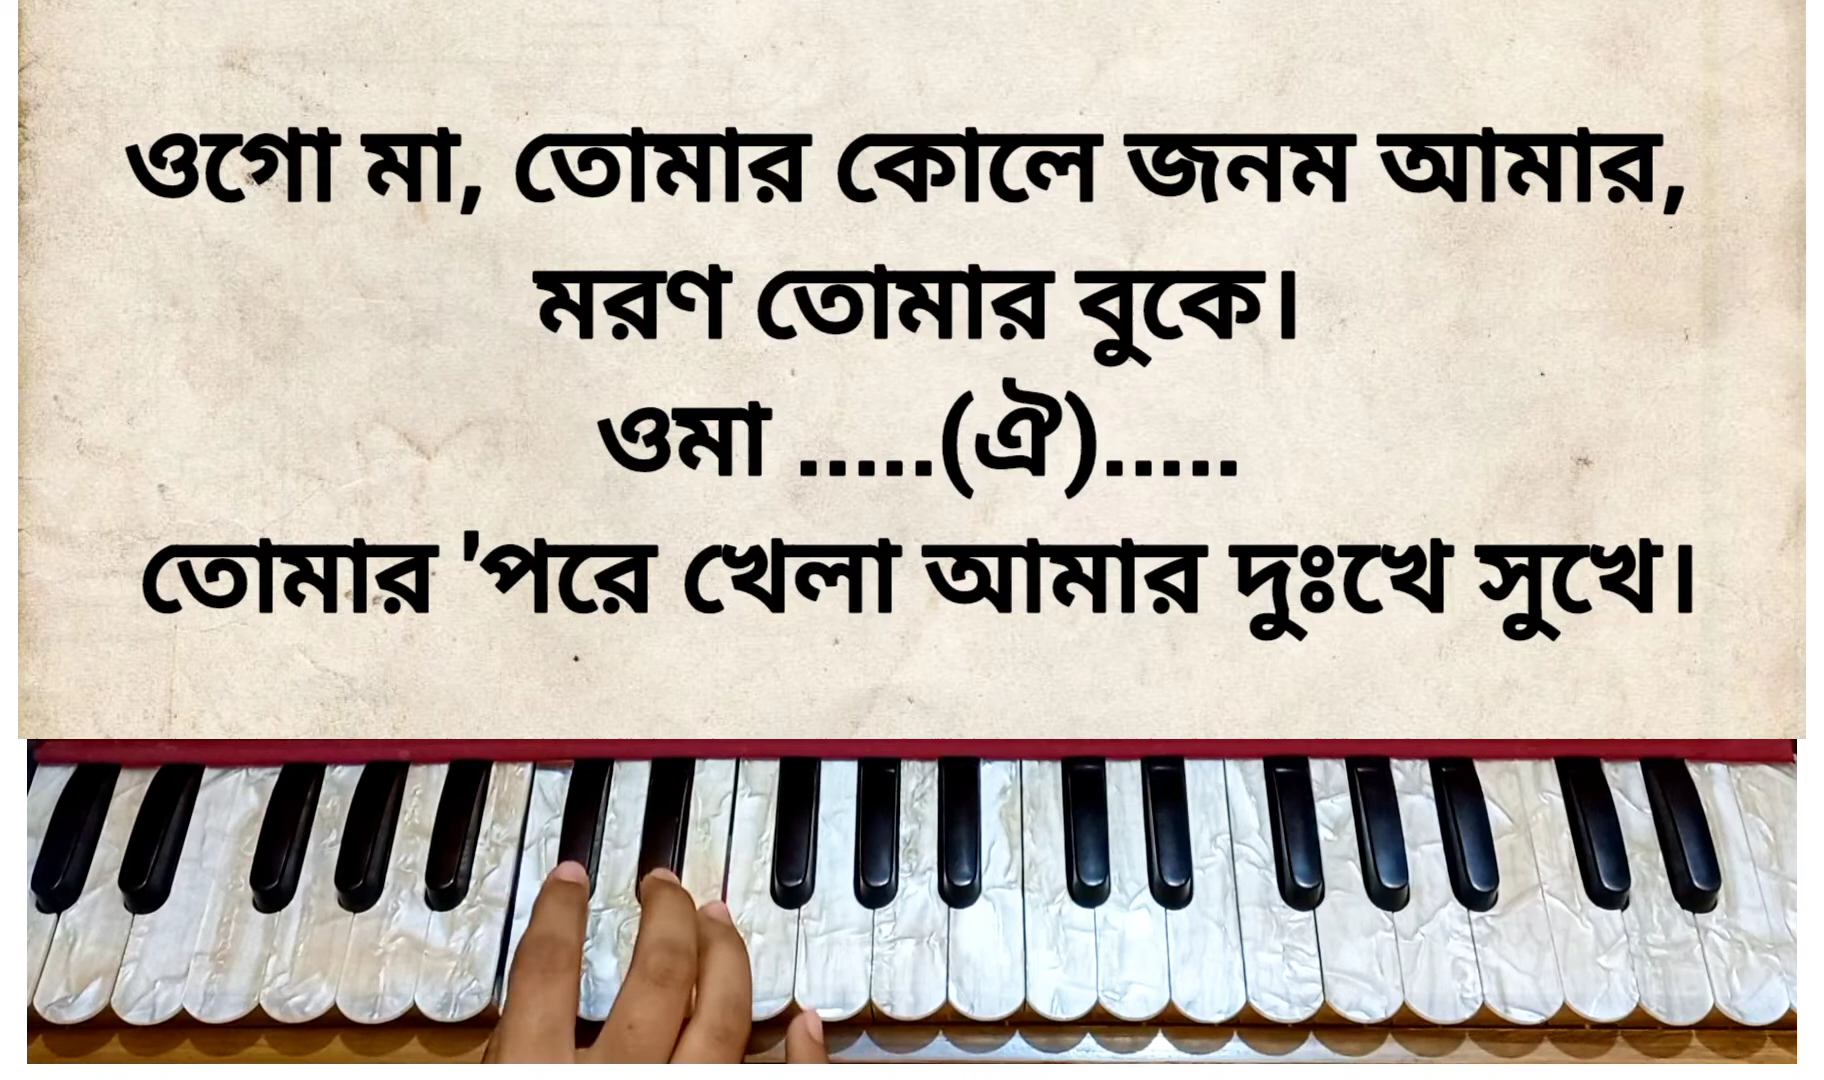 ওগো মা, তোমার কোলে জনম আমার,
মরণ তোমার বুকে।
ওমা .....(ঐ).....
তোমার 'পরে খেলা আমার দুঃখে সুখে।